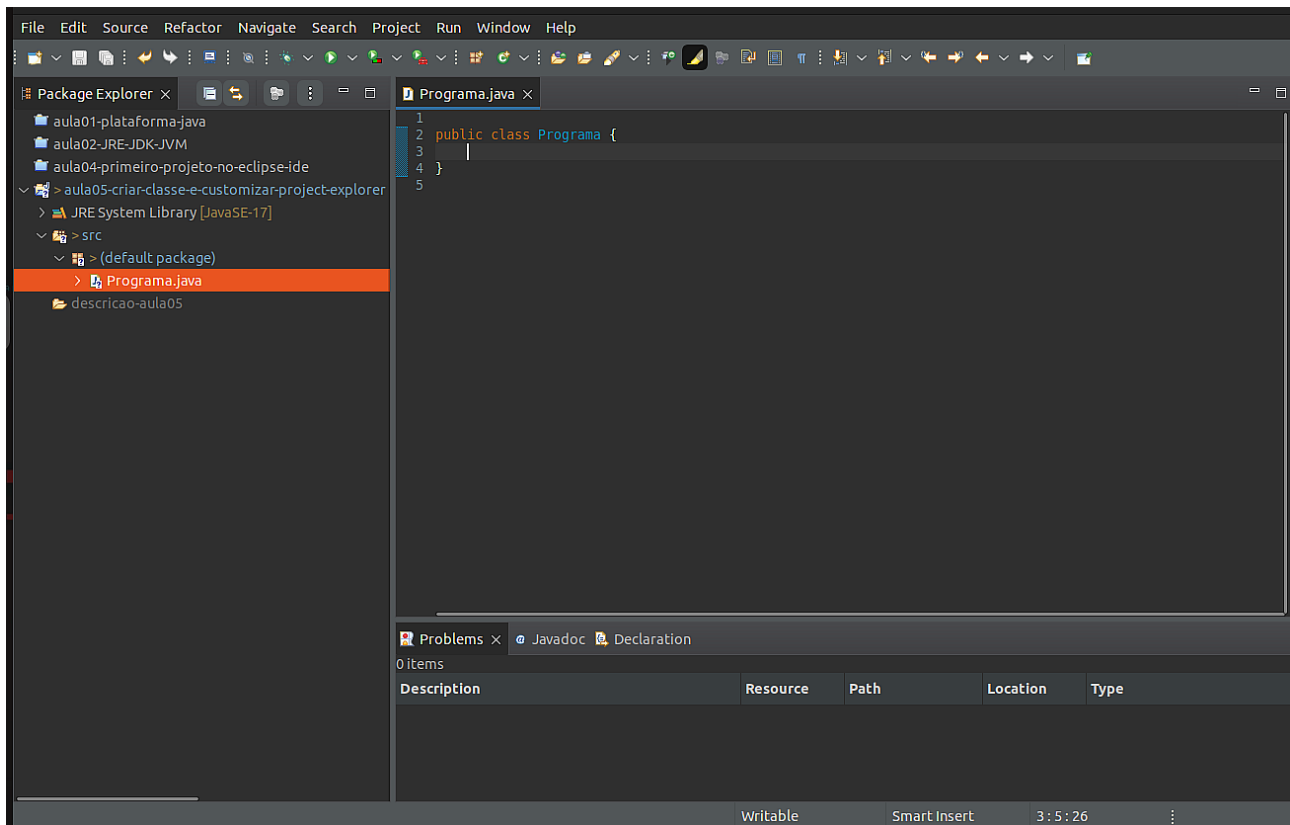 File Edit Source Refactor Navigate Search Project Run Window Help
Package Explorer
aula01-plataforma-java
aula02-JRE-JDK-JVM
aula04-primeiro-projeto-no-eclipse-ide
> aula05-criar-classe-e-customizar-project-explorer
JRE System Library [JavaSE-17]
> src
> (default package)
Programa.java
descricao-aula05
Programa.java
1
2 public class Programa {
3
4 }
5
Problems Javadoc Declaration
0 items
Description Resource Path Location Type
Writable Smart Insert 3 : 5 : 26